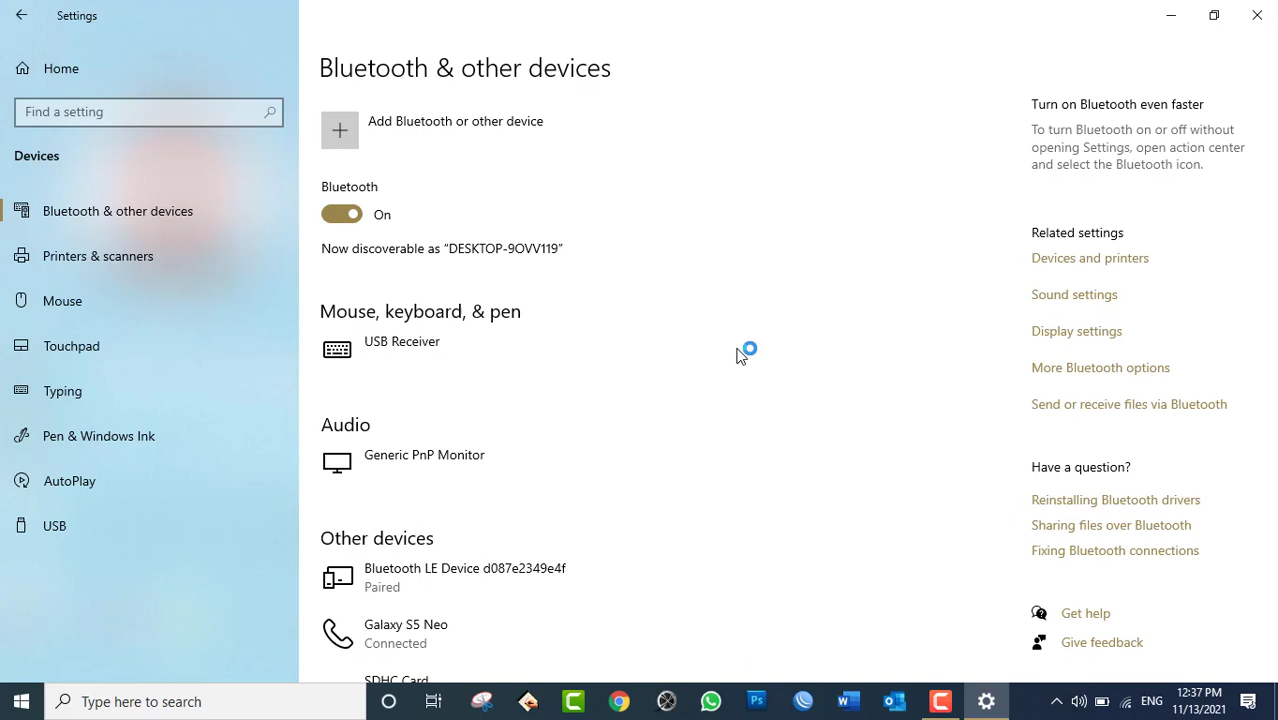 Settings
Home
Find a setting
Devices
Bluetooth & other devices
Printers & scanners
Mouse
Touchpad
Typing
Pen & Windows Ink
AutoPlay
USB
Bluetooth & other devices
Add Bluetooth or other device
Bluetooth
On
Now discoverable as “DESKTOP-9OVV119”
Mouse, keyboard, & pen
USB Receiver
Audio
Generic PnP Monitor
Other devices
Bluetooth LE Device d087e2349e4f
Paired
Galaxy S5 Neo
Connected
SDHC Card
Turn on Bluetooth even faster
To turn Bluetooth on or off without
opening Settings, open action center
and select the Bluetooth icon.
Related settings
Devices and printers
Sound settings
Display settings
More Bluetooth options
Send or receive files via Bluetooth
Have a question?
Reinstalling Bluetooth drivers
Sharing files over Bluetooth
Fixing Bluetooth connections
Get help
Give feedback
Type here to search
ENG
12:37 PM
11/13/2021